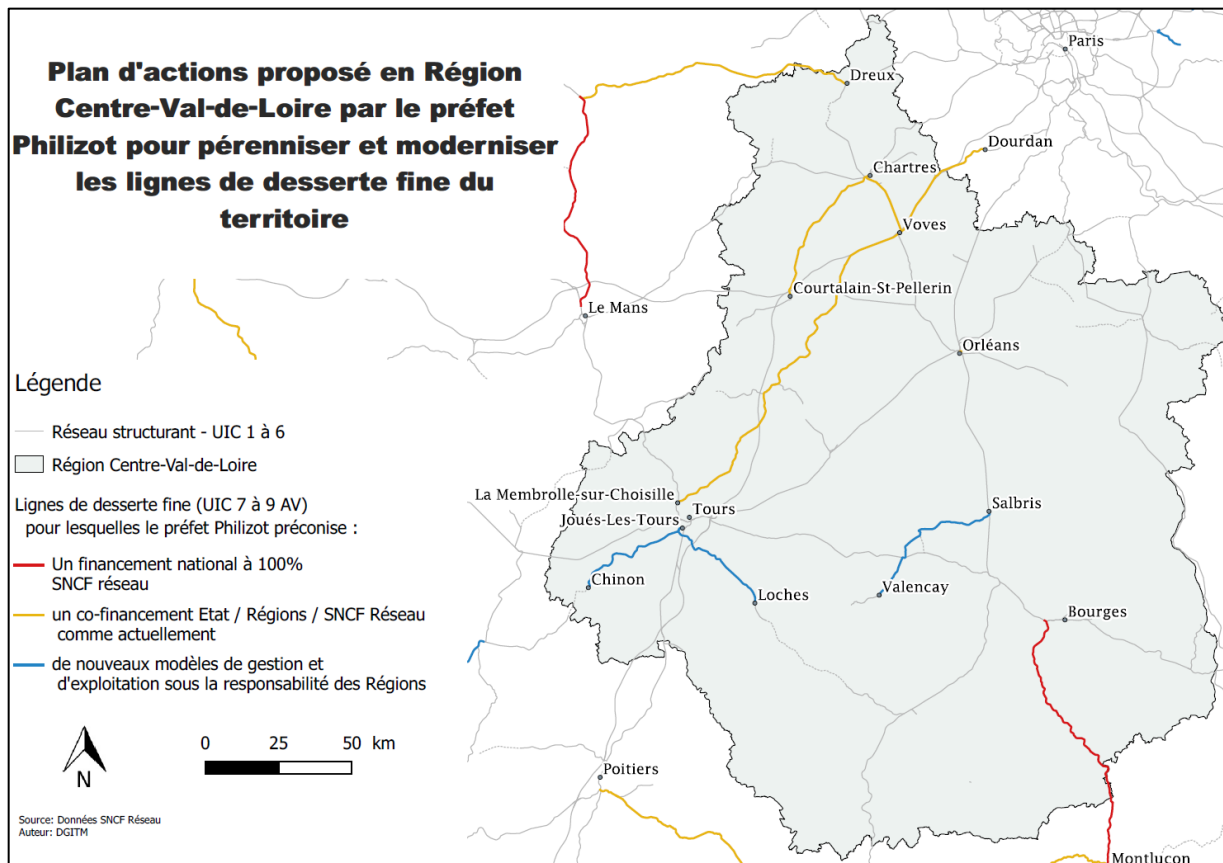 Plan d'actions proposé en Région
Centre-Val-de-Loire par le préfet
Philizot pour pérenniser et moderniser
les lignes de desserte fine du
territoire
Paris
Dreux
Dourdan
Chartres
Voves
Courtalain-St-Pellerin
Le Mans
Orléans
La Membrolle-sur-Choisille
Tours
Joués-Les-Tours
Salbris
Chinon
Loches
Valencay
Bourges
Poitiers
Montluçon
Légende
Réseau structurant - UIC 1 à 6
Région Centre-Val-de-Loire
Lignes de desserte fine (UIC 7 à 9 AV)
pour lesquelles le préfet Philizot préconise :
Un financement national à 100%
SNCF réseau
un co-financement Etat / Régions / SNCF Réseau
comme actuellement
de nouveaux modèles de gestion et
d'exploitation sous la responsabilité des Régions
N
0 25 50 km
Source: Données SNCF Réseau
Auteur: DGITM